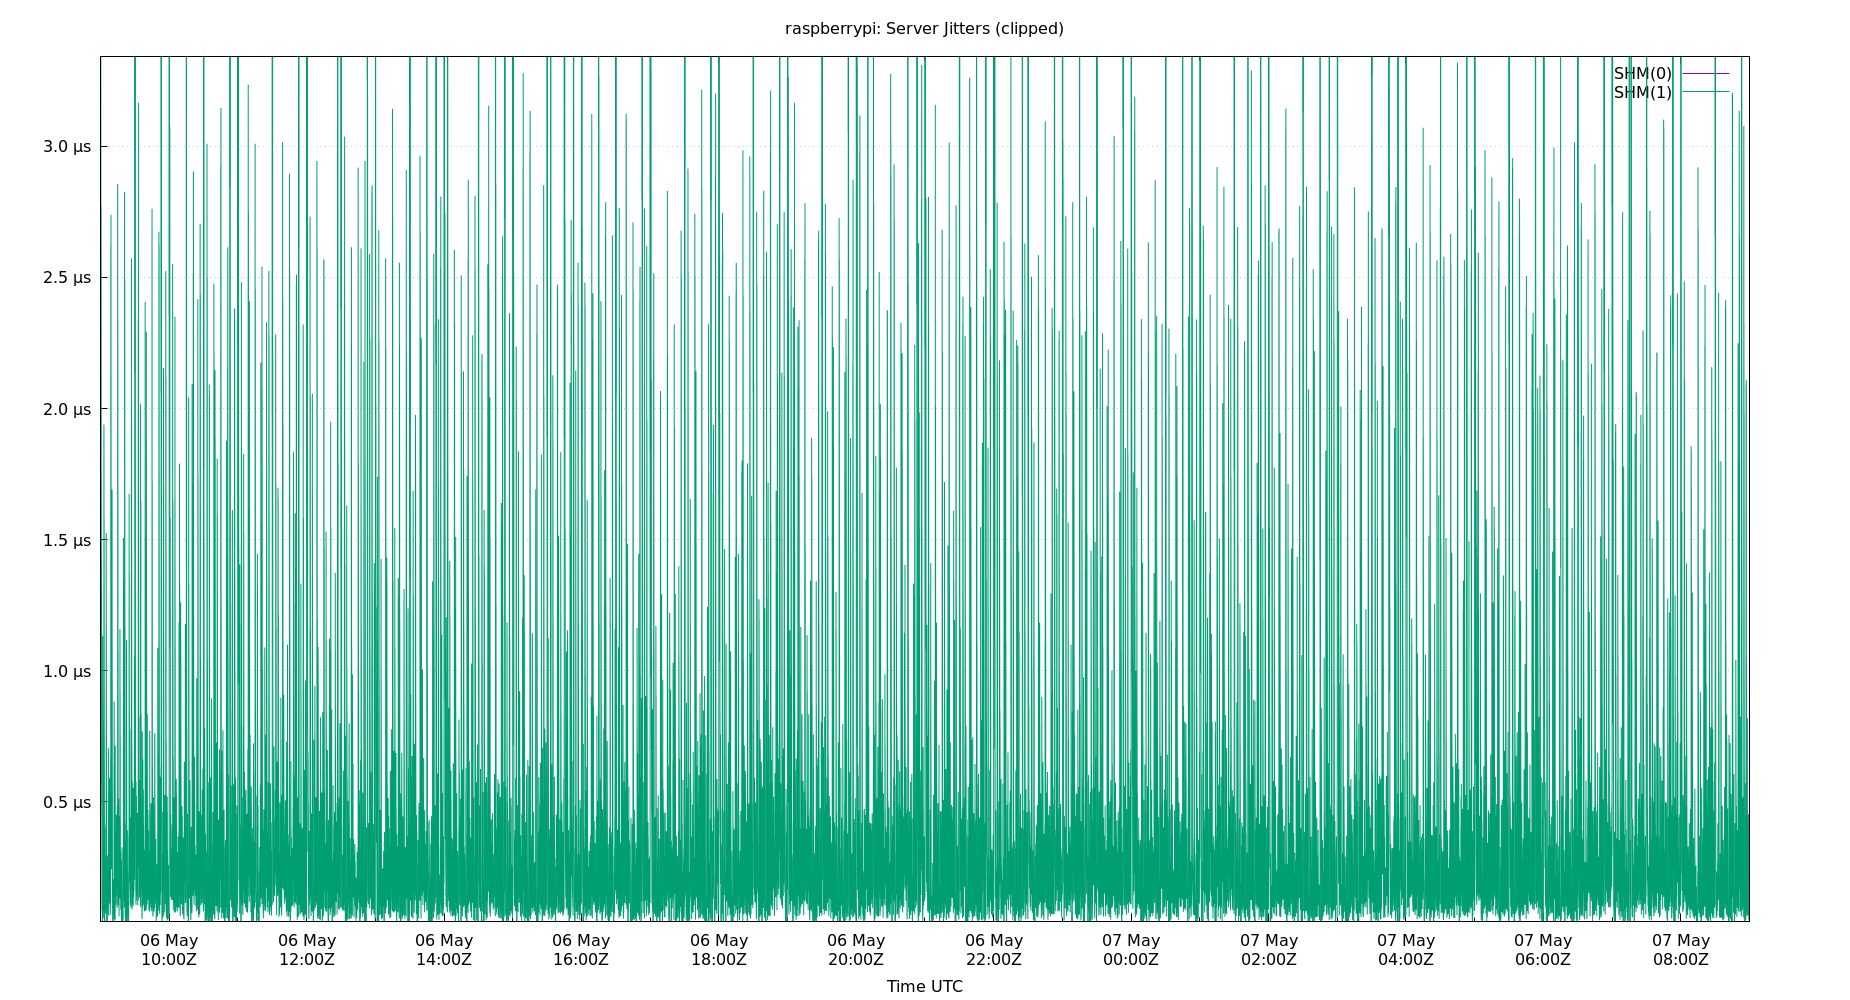 raspberrypi: Server Jitters (clipped)
SHM(0)
SHM(1)
3.0 µs
2.5 µs
2.0 µs
1.5 µs
1.0 µs
0.5 µs
06 May 06 May 06 May 06 May 06 May 06 May 06 May 07 May 07 May 07 May 07 May 07 May
10:00Z 12:00Z 14:00Z 16:00Z 18:00Z 20:00Z 22:00Z 00:00Z 02:00Z 04:00Z 06:00Z 08:00Z
Time UTC